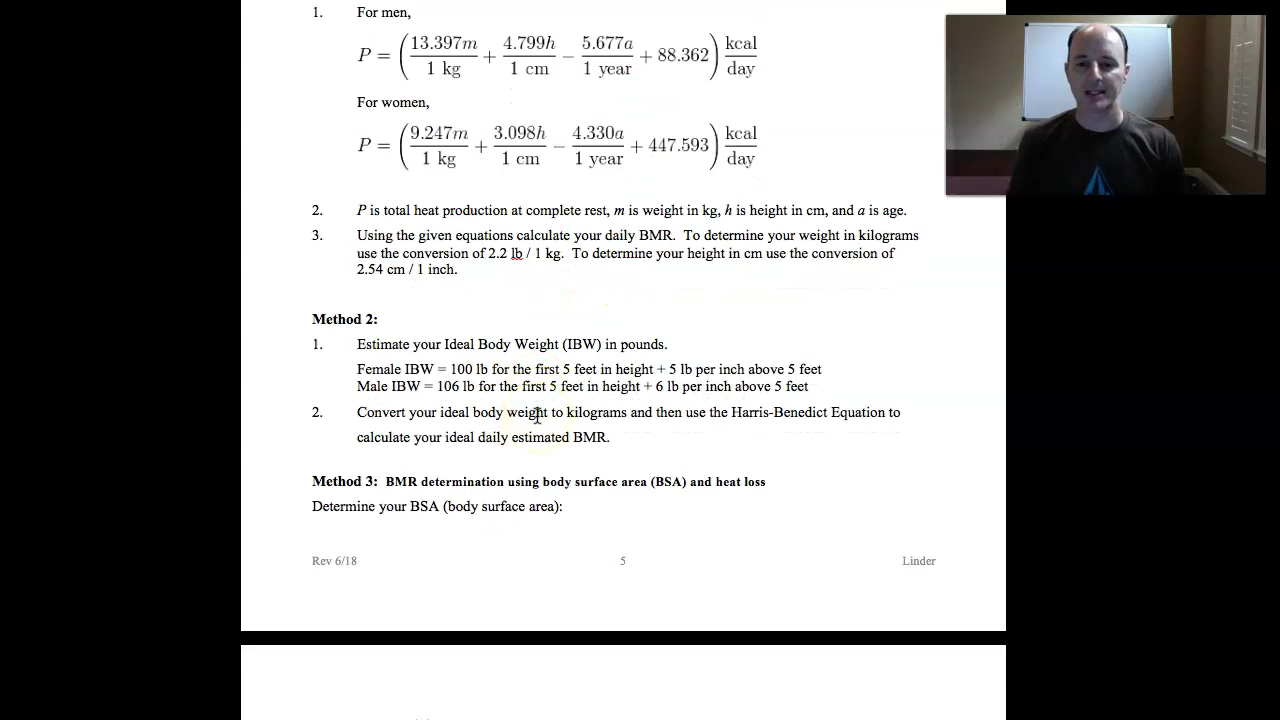 1. For men,
P = (13.397m / 1 kg + 4.799h / 1 cm − 5.677a / 1 year + 88.362) kcal / day
For women,
P = (9.247m / 1 kg + 3.098h / 1 cm − 4.330a / 1 year + 447.593) kcal / day
2. P is total heat production at complete rest, m is weight in kg, h is height in cm, and a is age.
3. Using the given equations calculate your daily BMR. To determine your weight in kilograms
use the conversion of 2.2 lb / 1 kg. To determine your height in cm use the conversion of
2.54 cm / 1 inch.
Method 2:
1. Estimate your Ideal Body Weight (IBW) in pounds.
Female IBW = 100 lb for the first 5 feet in height + 5 lb per inch above 5 feet
Male IBW = 106 lb for the first 5 feet in height + 6 lb per inch above 5 feet
2. Convert your ideal body weight to kilograms and then use the Harris-Benedict Equation to
calculate your ideal daily estimated BMR.
Method 3: BMR determination using body surface area (BSA) and heat loss
Determine your BSA (body surface area):
Rev 6/18 5 Linder